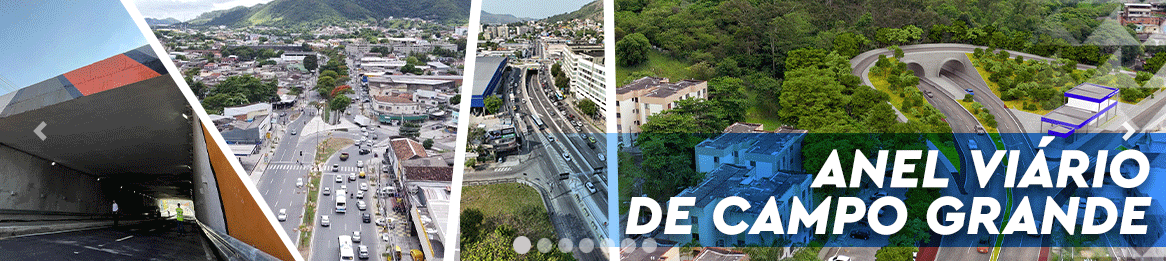 ANEL VIÁRIO
DE CAMPO GRANDE